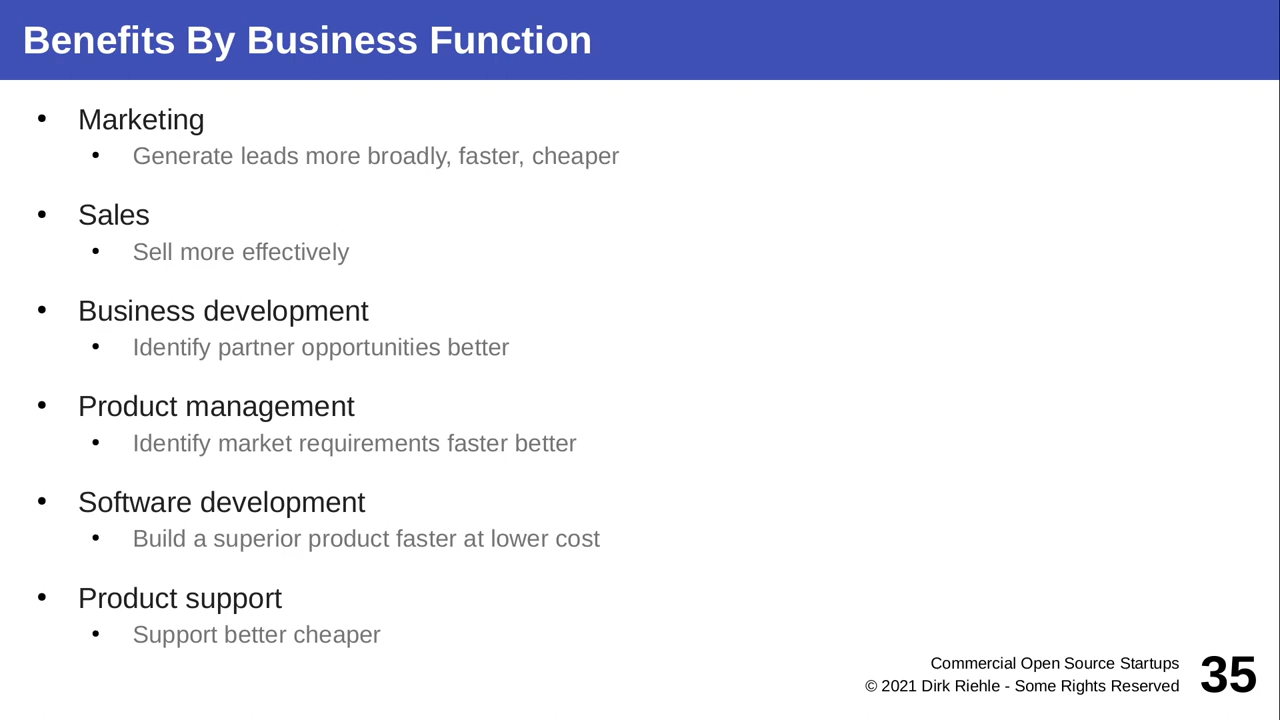 Benefits By Business Function
• Marketing
• Generate leads more broadly, faster, cheaper
• Sales
• Sell more effectively
• Business development
• Identify partner opportunities better
• Product management
• Identify market requirements faster better
• Software development
• Build a superior product faster at lower cost
• Product support
• Support better cheaper
Commercial Open Source Startups
© 2021 Dirk Riehle - Some Rights Reserved
35